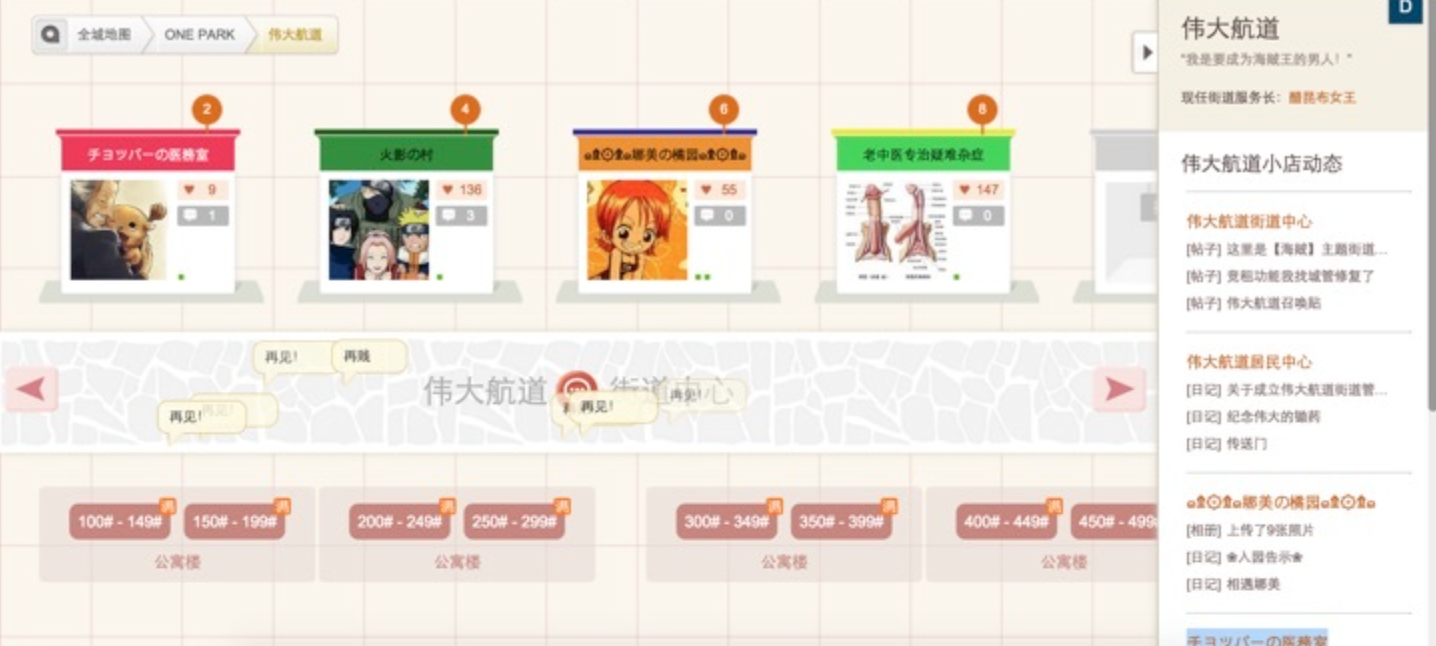 全城地图
ONE PARK
伟大航道
2
4
6
8
チョッパーの医務室
火影の村
๑۩۞۩๑娜美の橘园๑۩۞۩๑
老中医专治疑难杂症
9
1
136
3
55
0
147
0
再见!
再贱
再见!
伟大航道
街道中心
再见!
再见!
100# - 149#
满
150# - 199#
满
200# - 249#
满
250# - 299#
满
300# - 349#
满
350# - 399#
满
400# - 449#
满
450# - 499
公寓楼
公寓楼
公寓楼
公寓楼
D
伟大航道
"我是要成为海贼王的男人！"
现任街道服务长：醋昆布女王
伟大航道小店动态
伟大航道街道中心
[帖子] 这里是【海贼】主题街道...
[帖子] 竞租功能我找城管修复了
[帖子] 伟大航道召唤贴
伟大航道居民中心
[日记] 关于成立伟大航道街道管...
[日记] 纪念伟大的锄药
[日记] 传送门
๑۩۞۩๑娜美の橘园๑۩۞۩๑
[相册] 上传了9张照片
[日记] ❀入园告示❀
[日记] 相遇娜美
チョッパーの医務室